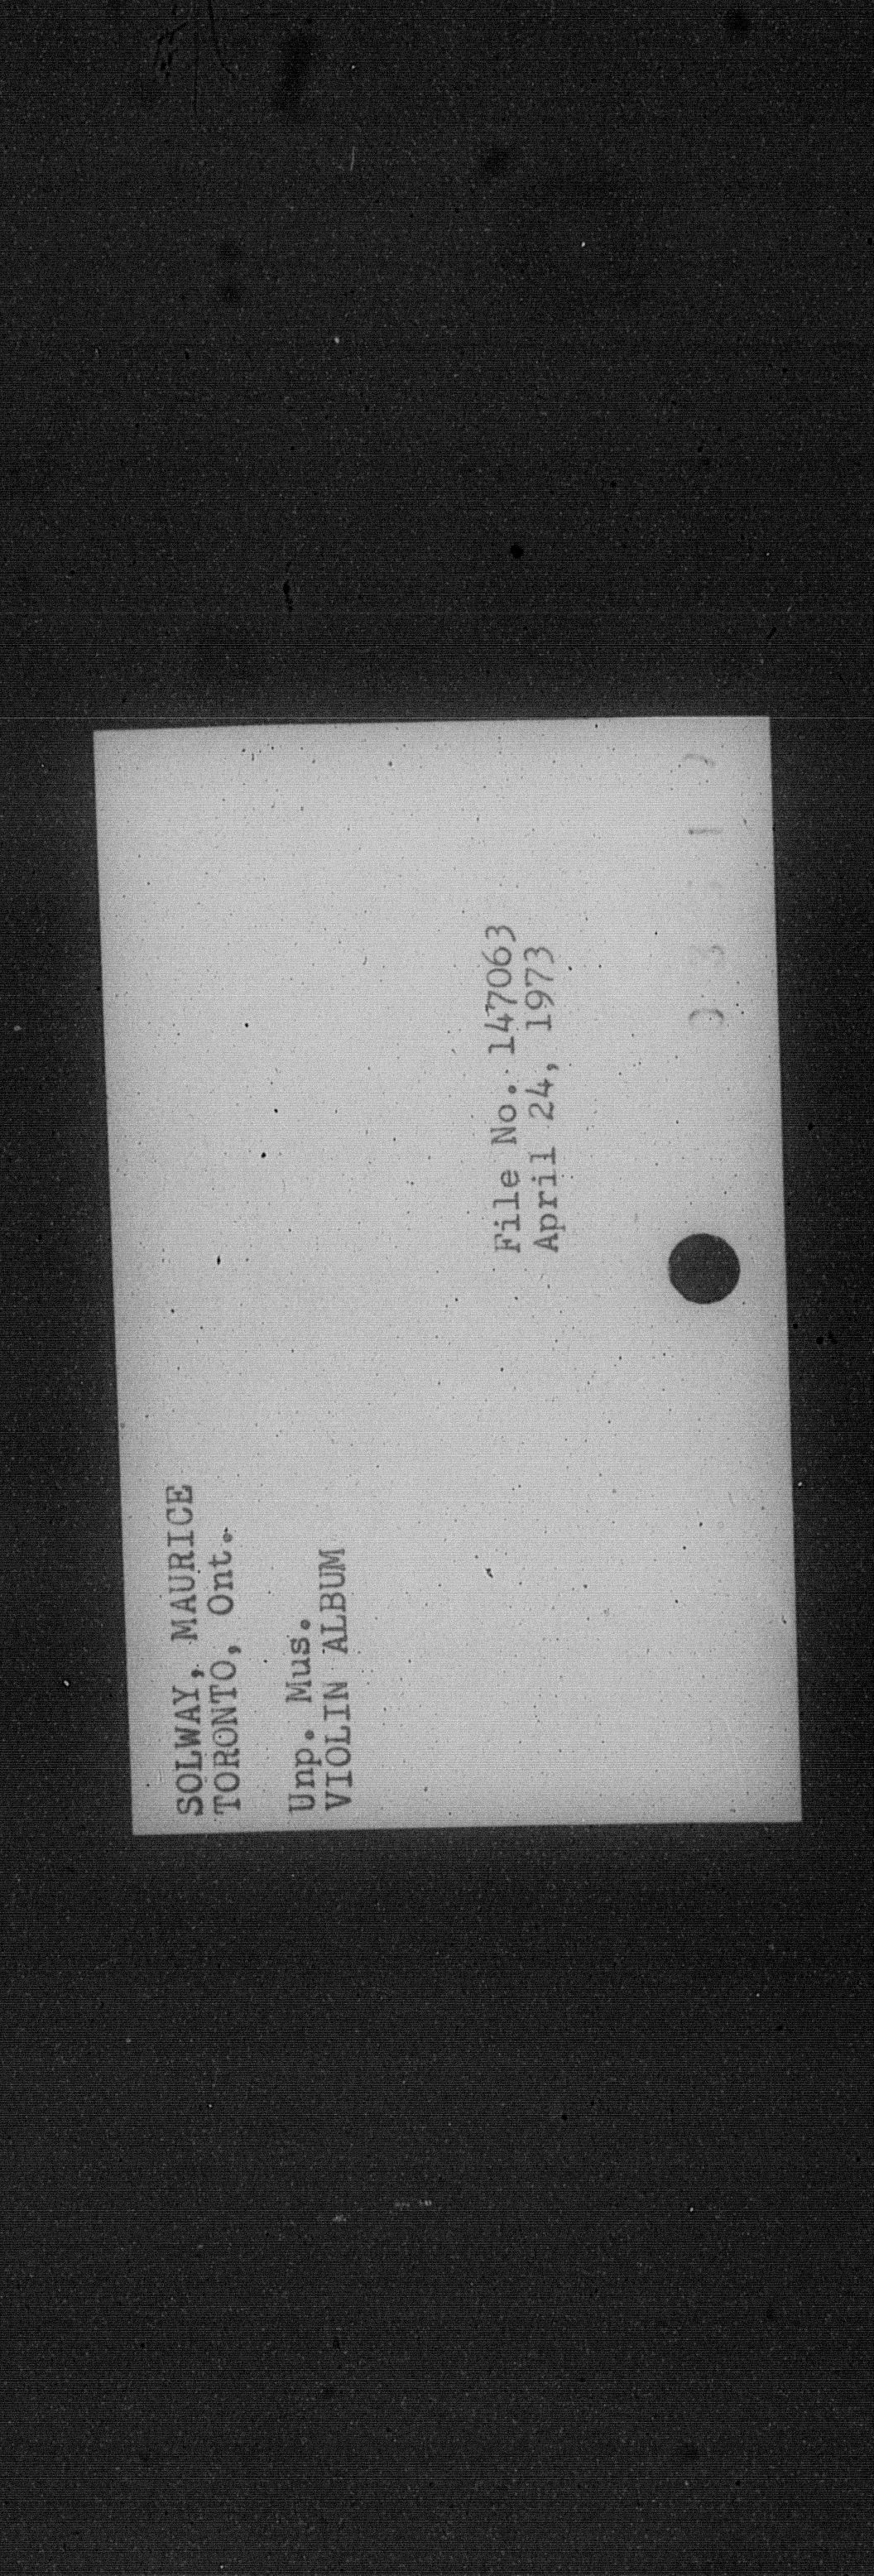 SOLWAY, MAURICE
TORONTO, Ont.
Unp. Mus.
VIOLIN ALBUM
File No. 147063
April 24, 1973